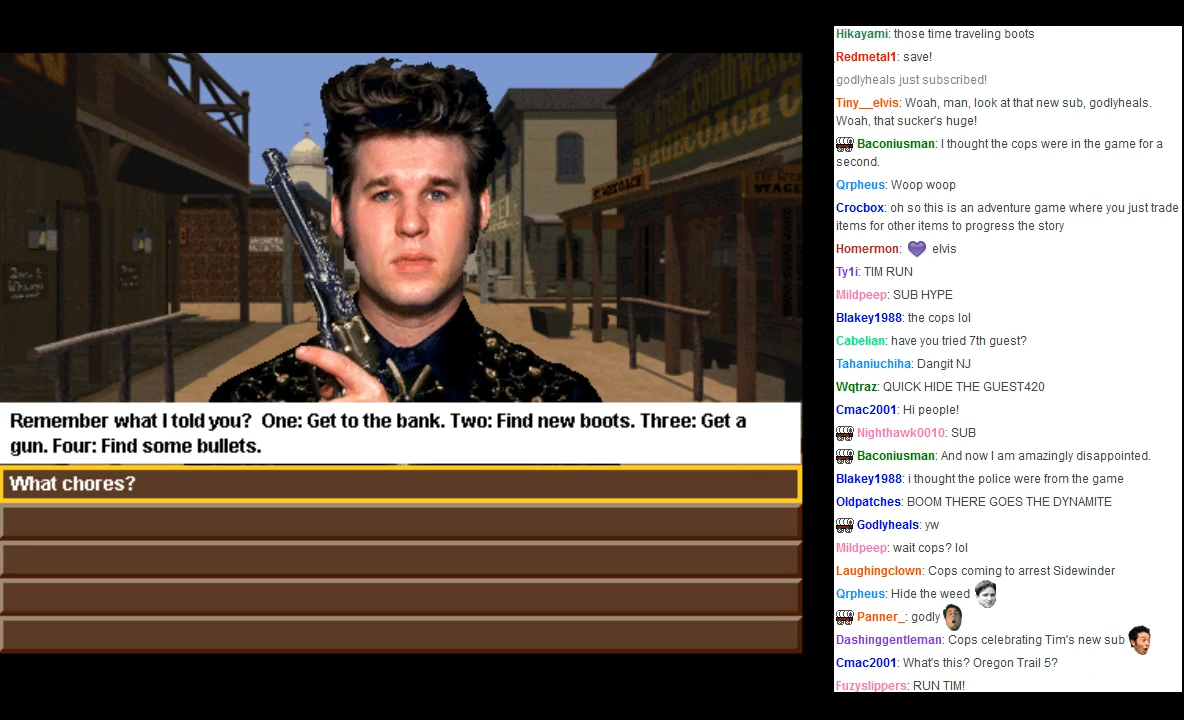 The Great Southwestern
STAGECOACH C
STAGECOACH
The Great
STAGE
Remember what I told you?  One: Get to the bank. Two: Find new boots. Three: Get a
gun. Four: Find some bullets.
What chores?
Hikayami: those time traveling boots
Redmetal1: save!
godlyheals just subscribed!
Tiny__elvis: Woah, man, look at that new sub, godlyheals.
Woah, that sucker's huge!
Baconiusman: I thought the cops were in the game for a
second.
Qrpheus: Woop woop
Crocbox: oh so this is an adventure game where you just trade
items for other items to progress the story
Homermon: elvis
Ty1i: TIM RUN
Mildpeep: SUB HYPE
Blakey1988: the cops lol
Cabelian: have you tried 7th guest?
Tahaniuchiha: Dangit NJ
Wqtraz: QUICK HIDE THE GUEST420
Cmac2001: Hi people!
Nighthawk0010: SUB
Baconiusman: And now I am amazingly disappointed.
Blakey1988: i thought the police were from the game
Oldpatches: BOOM THERE GOES THE DYNAMITE
Godlyheals: yw
Mildpeep: wait cops? lol
Laughingclown: Cops coming to arrest Sidewinder
Qrpheus: Hide the weed
Panner_: godly
Dashinggentleman: Cops celebrating Tim's new sub
Cmac2001: What's this? Oregon Trail 5?
Fuzyslippers: RUN TIM!